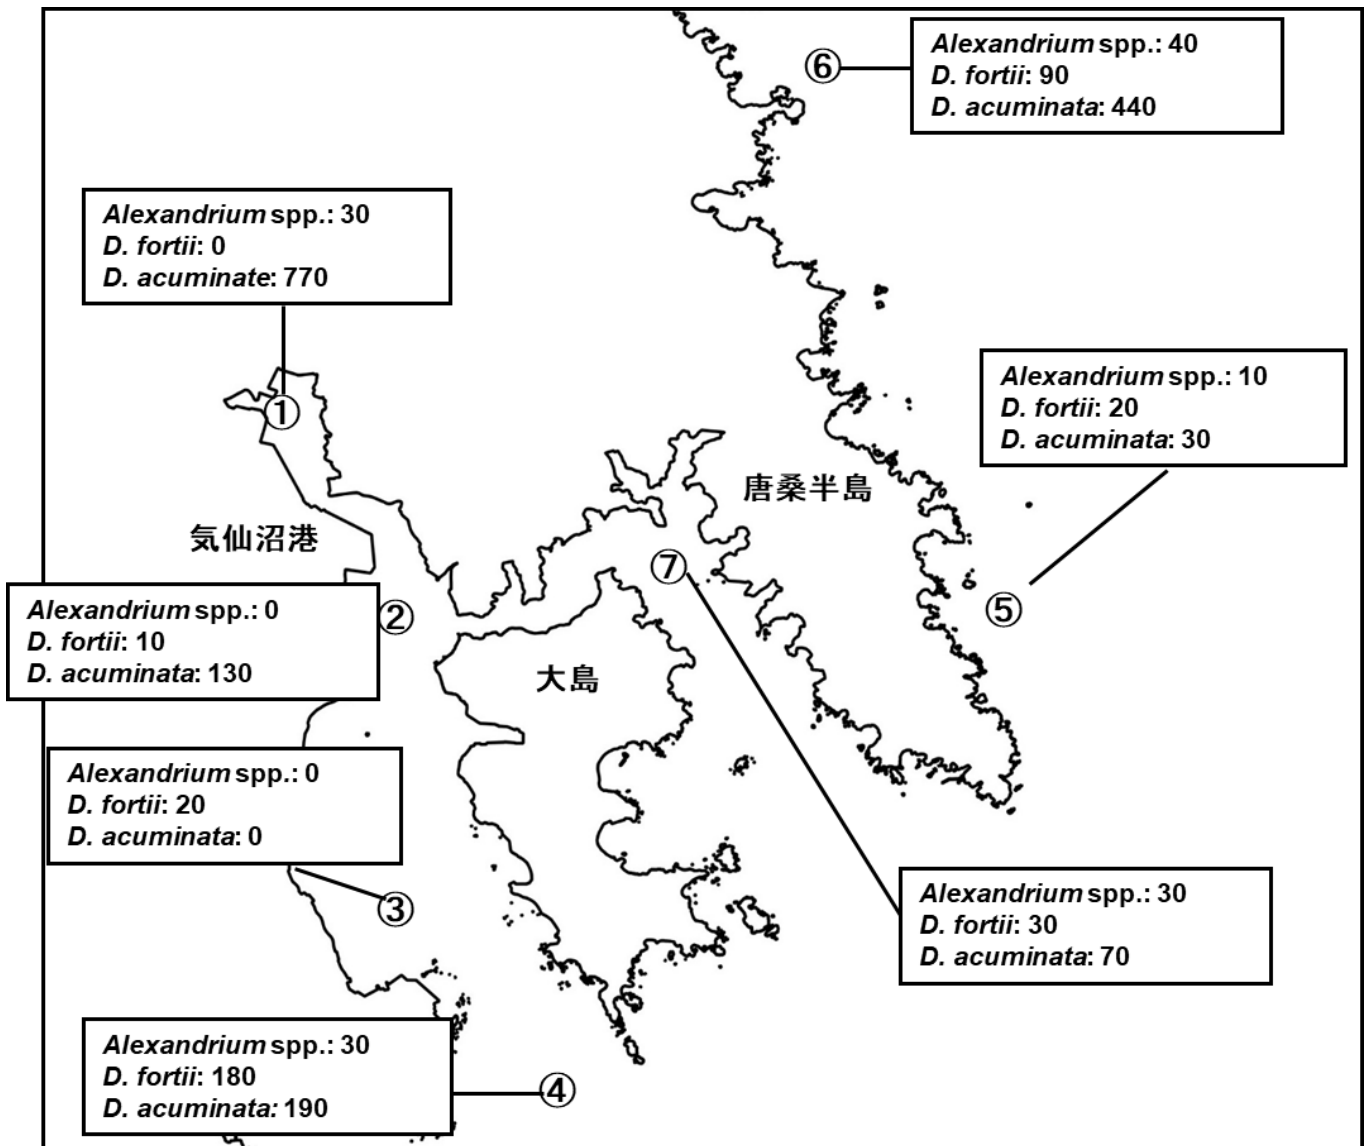 Alexandrium spp.: 40
D. fortii: 90
D. acuminata: 440
⑥
Alexandrium spp.: 30
D. fortii: 0
D. acuminate: 770
①
Alexandrium spp.: 10
D. fortii: 20
D. acuminata: 30
⑤
唐桑半島
気仙沼港
⑦
Alexandrium spp.: 0
D. fortii: 10
D. acuminata: 130
②
大島
Alexandrium spp.: 0
D. fortii: 20
D. acuminata: 0
③
Alexandrium spp.: 30
D. fortii: 30
D. acuminata: 70
Alexandrium spp.: 30
D. fortii: 180
D. acuminata: 190
④